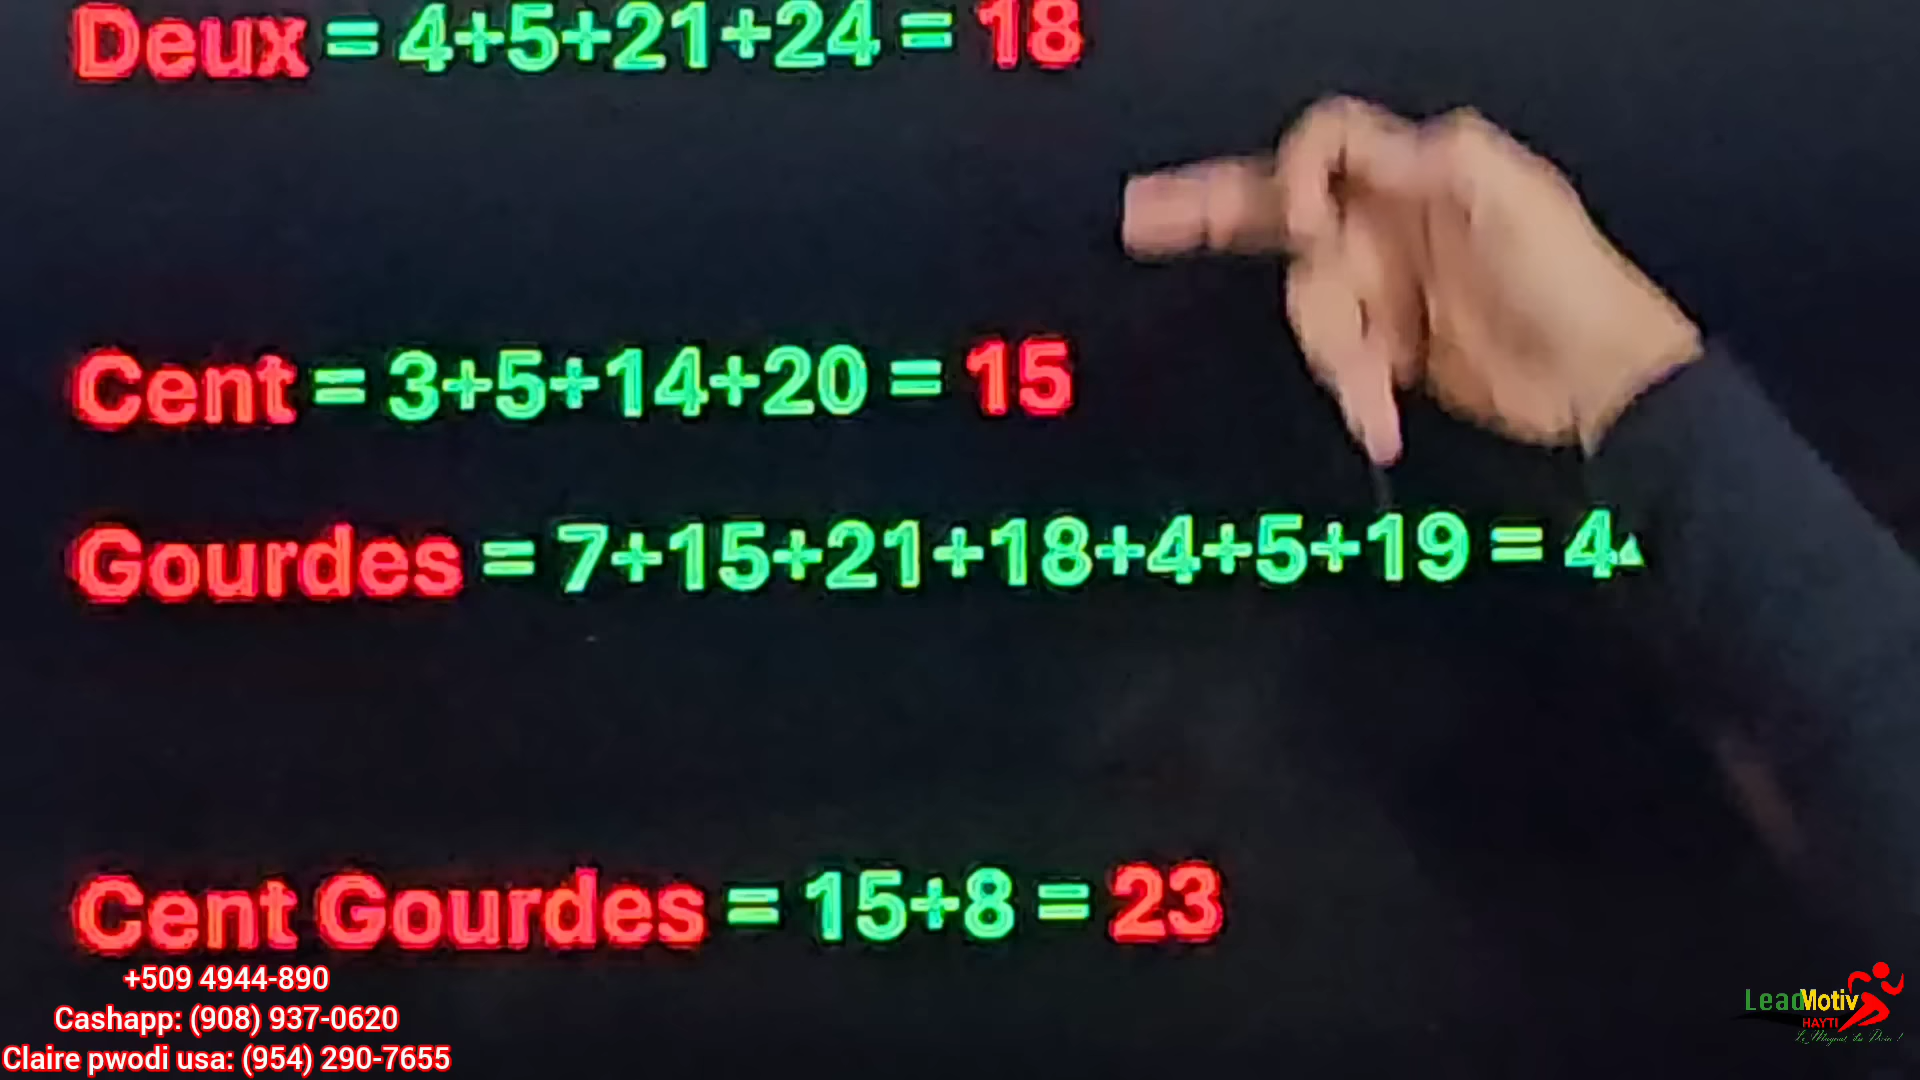 Deux = 4+5+21+24 = 18
Cent = 3+5+14+20 = 15
Gourdes = 7+15+21+18+4+5+19 = 4
Cent Gourdes = 15+8 = 23
+509 4944-890
Cashapp: (908) 937-0620
Claire pwodi usa: (954) 290-7655
LeadMotiv
HAYTI